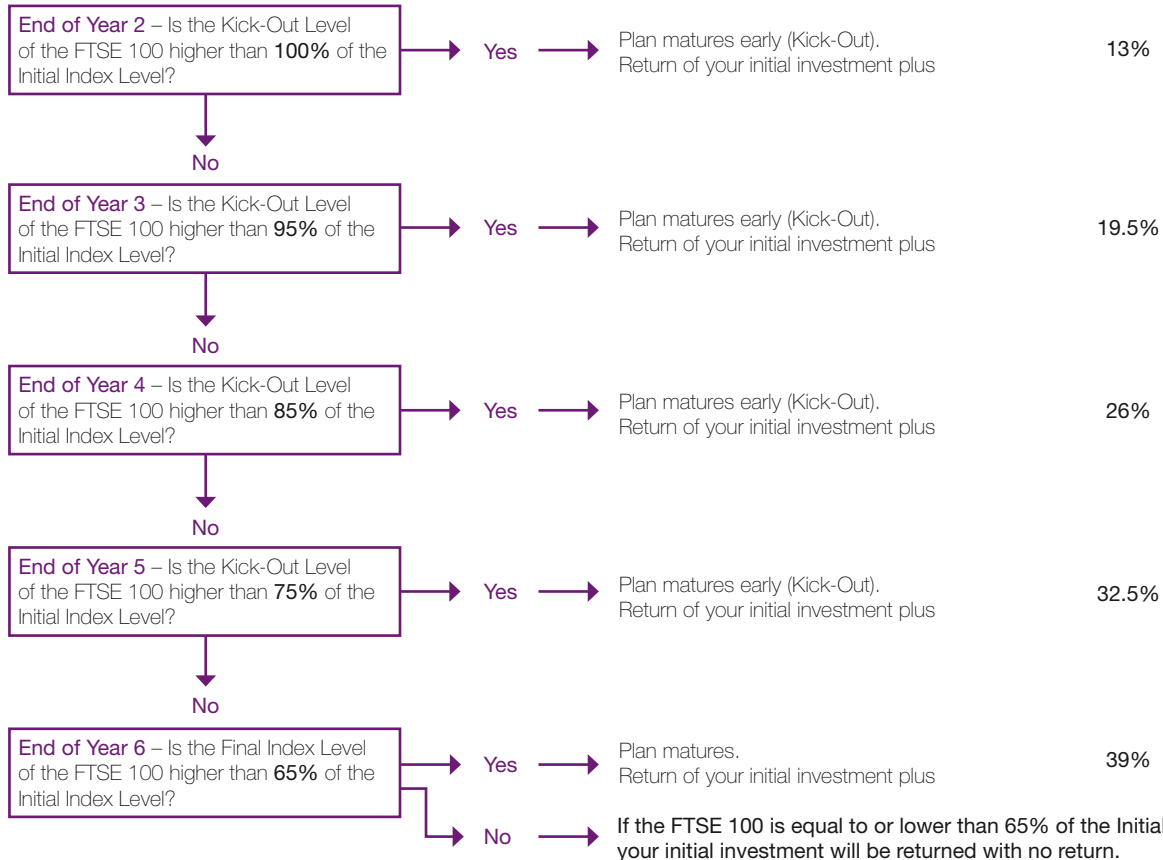 End of Year 2 – Is the Kick-Out Level
of the FTSE 100 higher than 100% of the
Initial Index Level?
Yes
Plan matures early (Kick-Out).
Return of your initial investment plus
13%
No
End of Year 3 – Is the Kick-Out Level
of the FTSE 100 higher than 95% of the
Initial Index Level?
Yes
Plan matures early (Kick-Out).
Return of your initial investment plus
19.5%
No
End of Year 4 – Is the Kick-Out Level
of the FTSE 100 higher than 85% of the
Initial Index Level?
Yes
Plan matures early (Kick-Out).
Return of your initial investment plus
26%
No
End of Year 5 – Is the Kick-Out Level
of the FTSE 100 higher than 75% of the
Initial Index Level?
Yes
Plan matures early (Kick-Out).
Return of your initial investment plus
32.5%
No
End of Year 6 – Is the Final Index Level
of the FTSE 100 higher than 65% of the
Initial Index Level?
Yes
Plan matures.
Return of your initial investment plus
39%
No
If the FTSE 100 is equal to or lower than 65% of the Initial
your initial investment will be returned with no return.